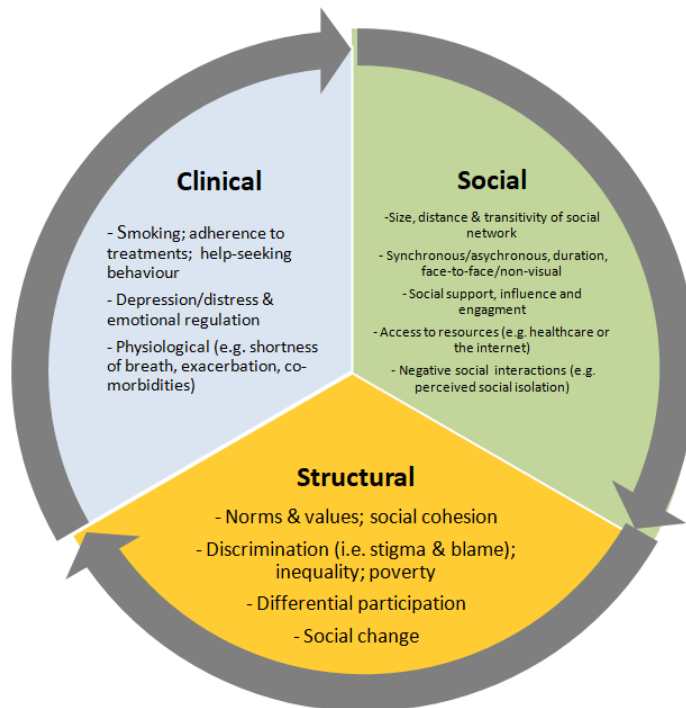 Clinical
- Smoking; adherence to
treatments; help-seeking
behaviour
- Depression/distress &
emotional regulation
- Physiological (e.g. shortness
of breath, exacerbation, co-
morbidities)
Social
-Size, distance & transitivity of social
network
- Synchronous/asychronous, duration,
face-to-face/non-visual
- Social support, influence and
engagment
- Access to resources (e.g. healthcare or
the internet)
- Negative social interactions (e.g.
perceived social isolation)
Structural
- Norms & values; social cohesion
- Discrimination (i.e. stigma & blame);
inequality; poverty
- Differential participation
- Social change